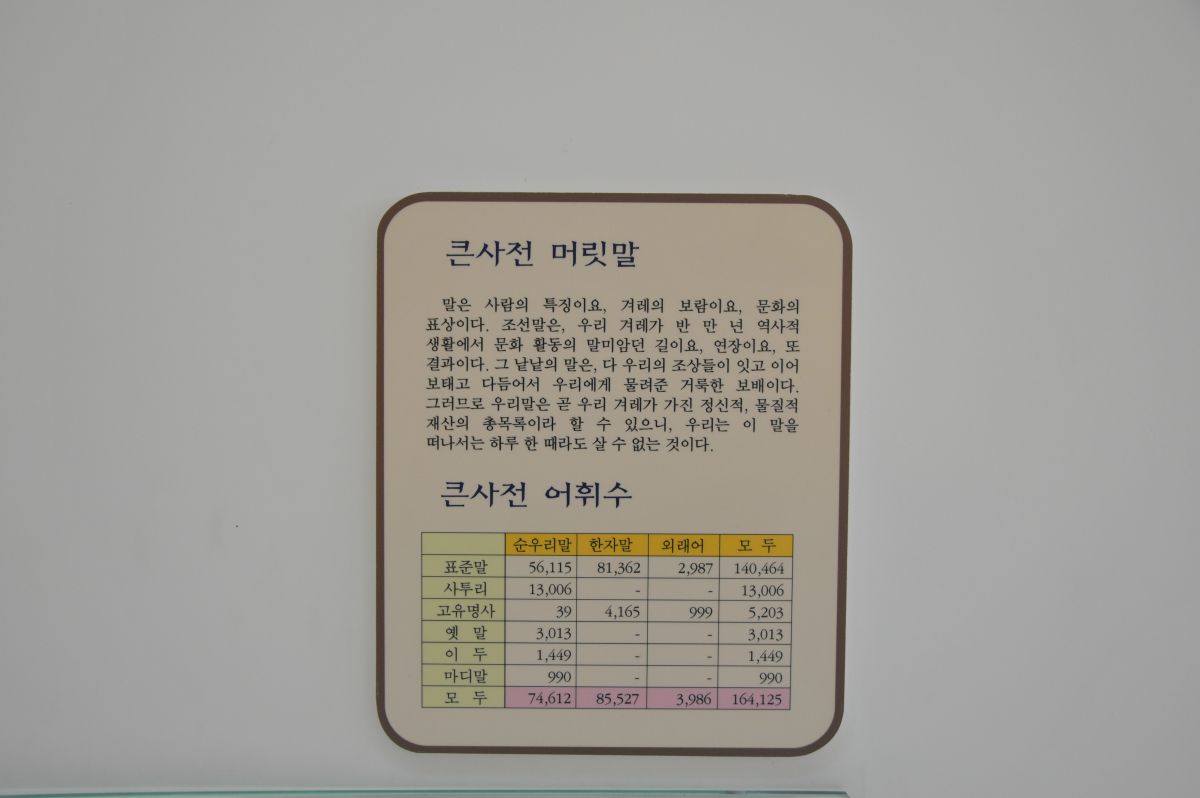 큰사전 머릿말
말은 사람의 특징이요, 겨레의 보람이요, 문화의
표상이다. 조선말은, 우리 겨레가 반 만 년 역사적
생활에서 문화 활동의 말미암던 길이요, 연장이요, 또
결과이다. 그 낱낱의 말은, 다 우리의 조상들이 잇고 이어
보태고 다듬어서 우리에게 물려준 거룩한 보배이다.
그러므로 우리말은 곧 우리 겨레가 가진 정신적, 물질적
재산의 총목록이라 할 수 있으니, 우리는 이 말을
떠나서는 하루 한 때라도 살 수 없는 것이다.
큰사전 어휘수
순우리말 한자말 외래어 모 두
표준말 56,115 81,362 2,987 140,464
사투리 13,006 - - 13,006
고유명사 39 4,165 999 5,203
옛 말 3,013 - - 3,013
이 두 1,449 - - 1,449
마디말 990 - - 990
모 두 74,612 85,527 3,986 164,125